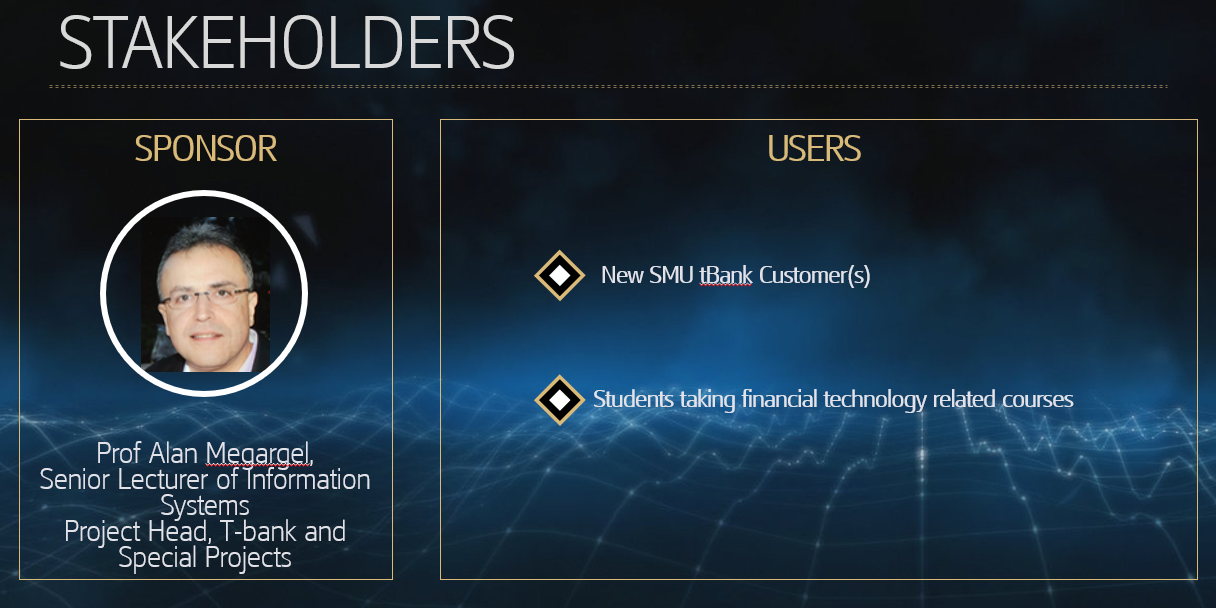 STAKEHOLDERS
SPONSOR
Prof Alan Megargel,
Senior Lecturer of Information
Systems
Project Head, T-bank and
Special Projects
USERS
New SMU tBank Customer(s)
Students taking financial technology related courses